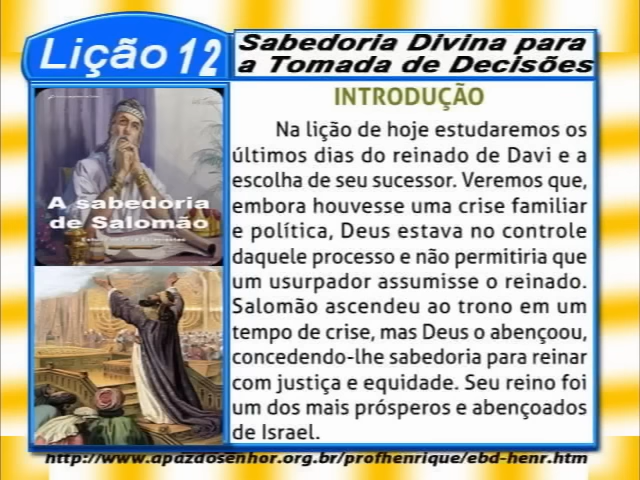 Lição 12
Sabedoria Divina para
a Tomada de Decisões
A sabedoria
de Salomão
INTRODUÇÃO
Na lição de hoje estudaremos os
últimos dias do reinado de Davi e a
escolha de seu sucessor. Veremos que,
embora houvesse uma crise familiar
e política, Deus estava no controle
daquele processo e não permitiria que
um usurpador assumisse o reinado.
Salomão ascendeu ao trono em um
tempo de crise, mas Deus o abençoou,
concedendo-lhe sabedoria para reinar
com justiça e equidade. Seu reino foi
um dos mais prósperos e abençoados
de Israel.
http://www.apazdosenhor.org.br/profhenrique/ebd-henr.htm